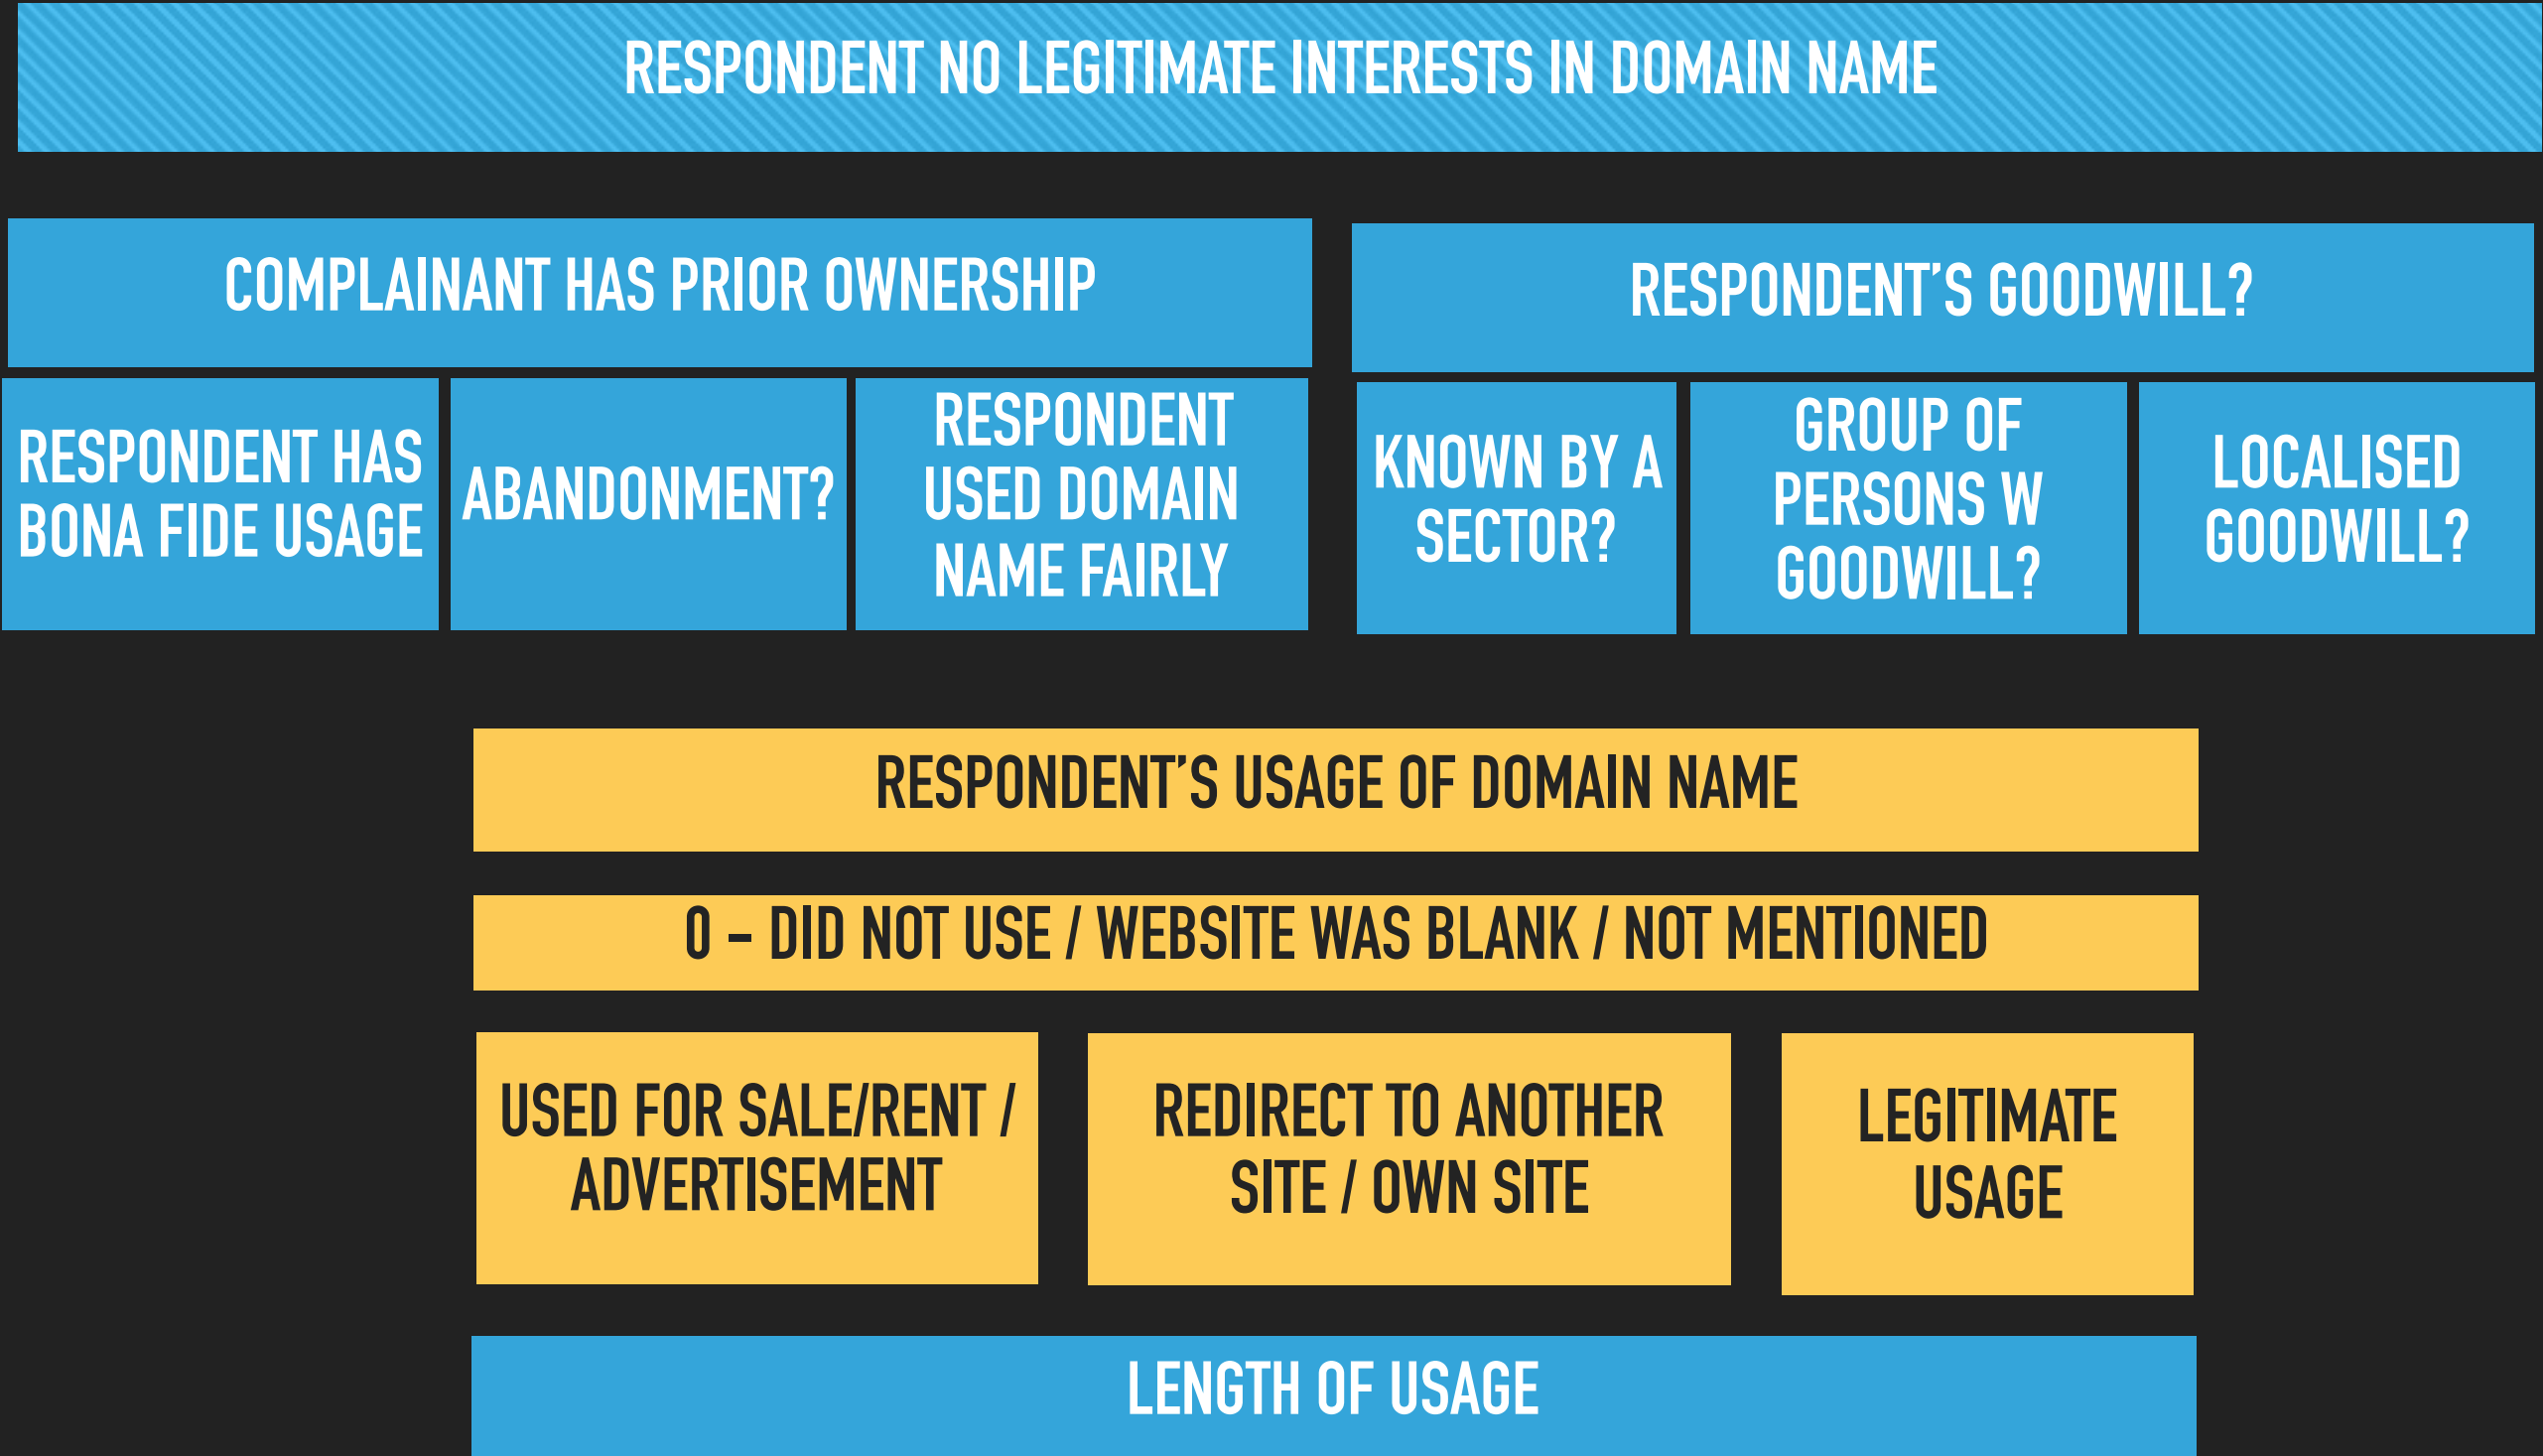 RESPONDENT NO LEGITIMATE INTERESTS IN DOMAIN NAME
COMPLAINANT HAS PRIOR OWNERSHIP
RESPONDENT HAS
BONA FIDE USAGE
ABANDONMENT?
RESPONDENT
USED DOMAIN
NAME FAIRLY
RESPONDENT’S GOODWILL?
KNOWN BY A
SECTOR?
GROUP OF
PERSONS W
GOODWILL?
LOCALISED
GOODWILL?
RESPONDENT’S USAGE OF DOMAIN NAME
0 – DID NOT USE / WEBSITE WAS BLANK / NOT MENTIONED
USED FOR SALE/RENT /
ADVERTISEMENT
REDIRECT TO ANOTHER
SITE / OWN SITE
LEGITIMATE
USAGE
LENGTH OF USAGE